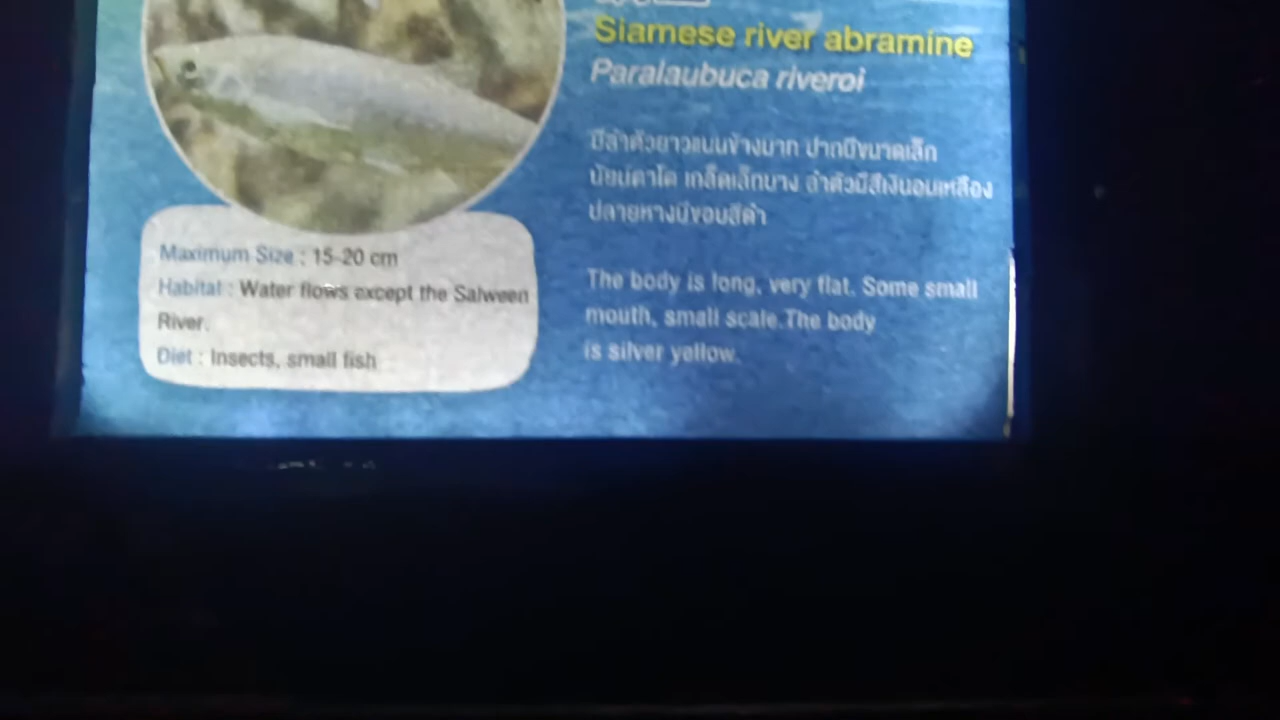 Siamese river abramine
Paralaubuca riveroi
มีลำตัวยาวแบนข้างมาก ปากมีขนาดเล็ก
นัยน์ตาโต เกล็ดเล็กบาง ลำตัวมีสีเงินอมเหลือง
ปลายหางมีขอบสีดำ
Maximum Size : 15-20 cm
Habitat : Water flows except the Salween
River.
Diet : Insects, small fish
The body is long, very flat. Some small
mouth, small scale.The body
is silver yellow.